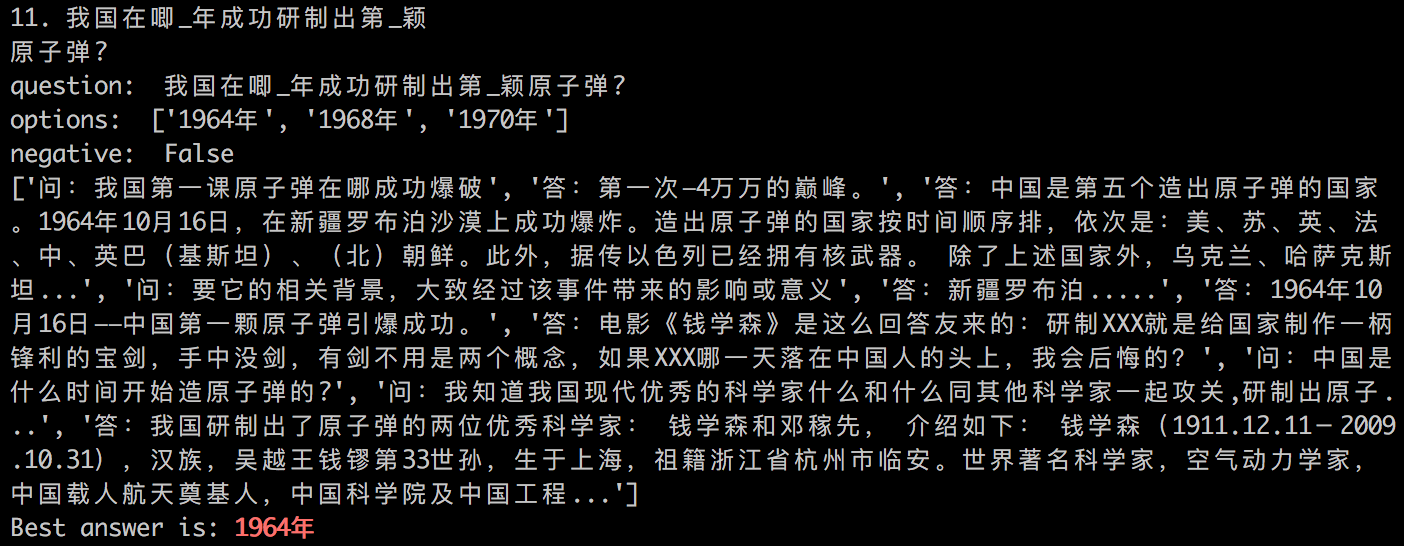 11. 我国在唧_年成功研制出第_颖
原子弹?
question:  我国在唧_年成功研制出第_颖原子弹?
options:  ['1964年', '1968年', '1970年']
negative:  False
['问：我国第一课原子弹在哪成功爆破', '答：第一次—4万万的巅峰。', '答：中国是第五个造出原子弹的国家
。1964年10月16日，在新疆罗布泊沙漠上成功爆炸。造出原子弹的国家按时间顺序排，依次是：美、苏、英、法
、中、英巴（基斯坦）、（北）朝鲜。此外，据传以色列已经拥有核武器。 除了上述国家外，乌克兰、哈萨克斯
坦...', '问：要它的相关背景，大致经过该事件带来的影响或意义', '答：新疆罗布泊.....', '答：1964年10
月16日——中国第一颗原子弹引爆成功。', '答：电影《钱学森》是这么回答友来的：研制XXX就是给国家制作一柄
锋利的宝剑，手中没剑，有剑不用是两个概念，如果XXX哪一天落在中国人的头上，我会后悔的？', '问：中国是
什么时间开始造原子弹的?', '问：我知道我国现代优秀的科学家什么和什么同其他科学家一起攻关,研制出原子.
..', '答：我国研制出了原子弹的两位优秀科学家： 钱学森和邓稼先， 介绍如下： 钱学森（1911.12.11－2009
.10.31），汉族，吴越王钱镠第33世孙，生于上海，祖籍浙江省杭州市临安。世界著名科学家，空气动力学家，
中国载人航天奠基人，中国科学院及中国工程...']
Best answer is: 1964年